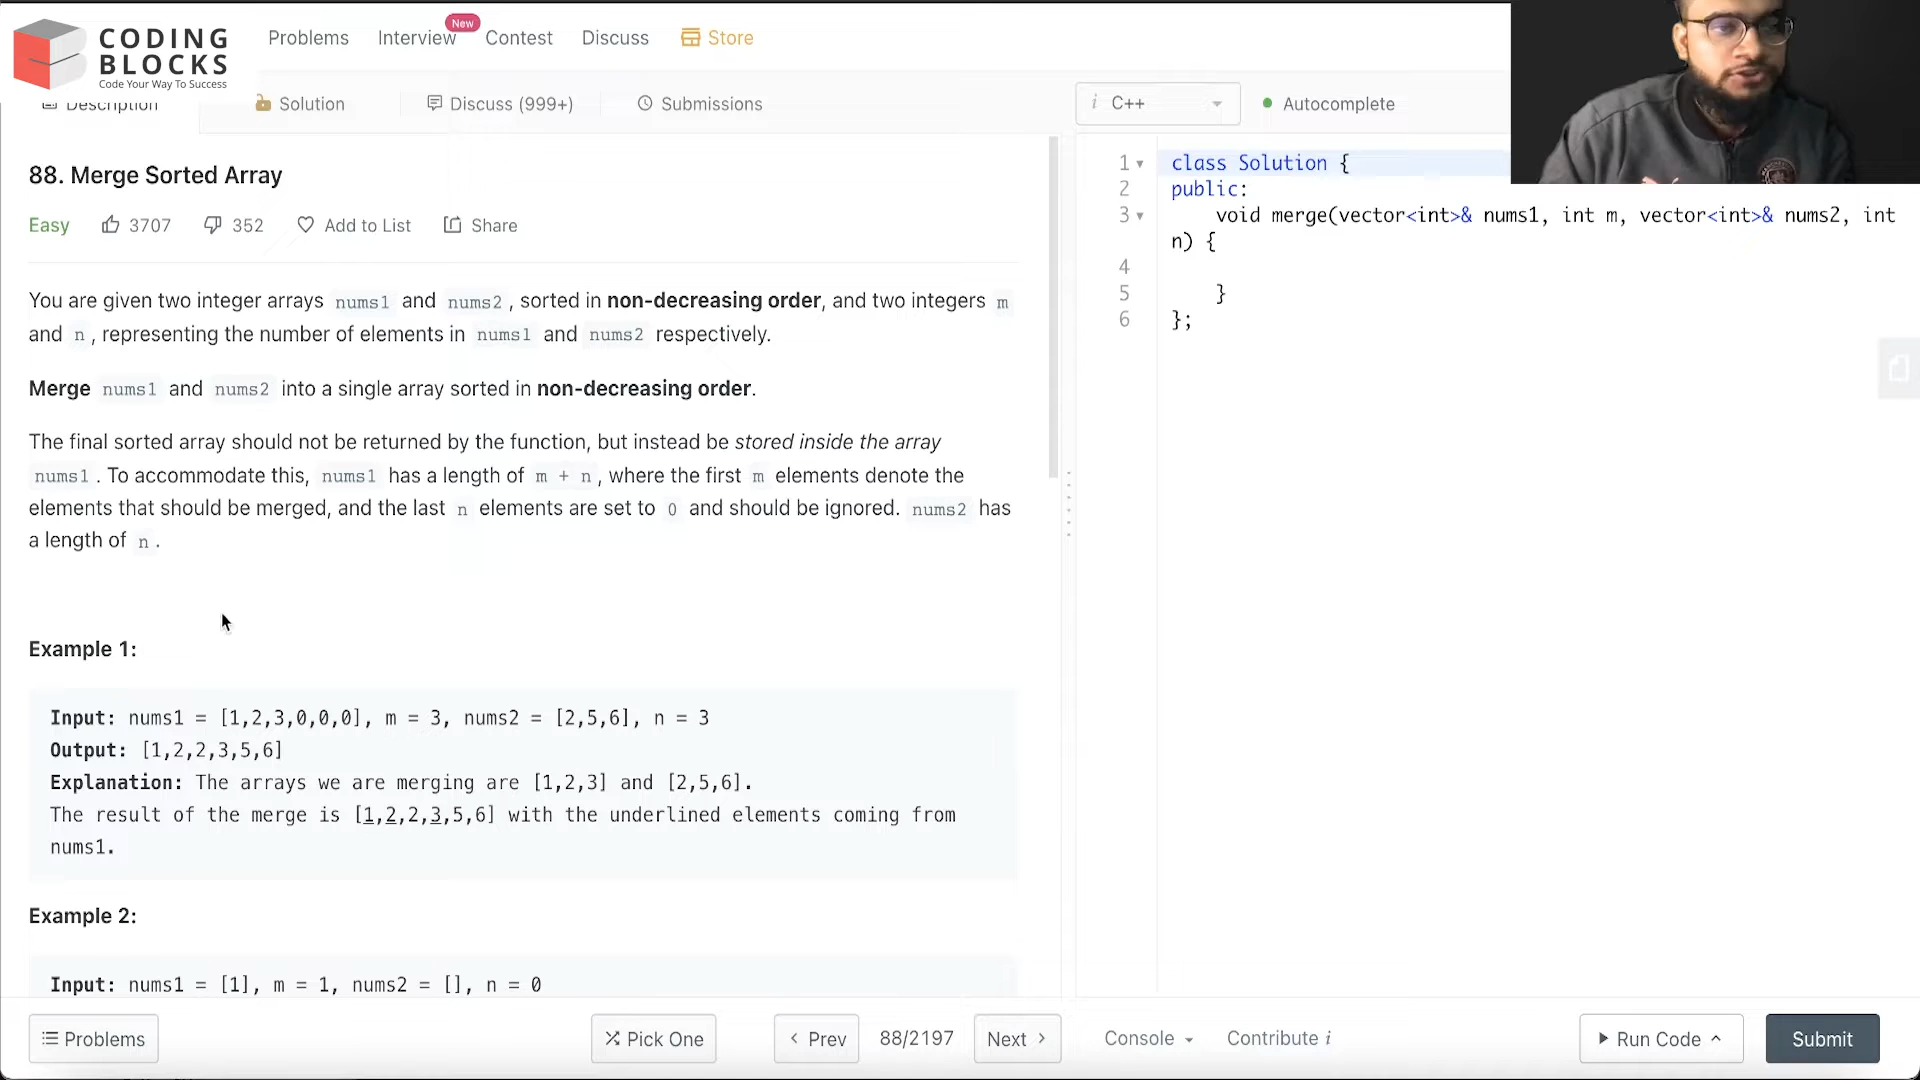 CODING
BLOCKS
Code Your Way To Success
Problems
Interview
New
Contest
Discuss
Store
Description
Solution
Discuss (999+)
Submissions
i C++
Autocomplete
88. Merge Sorted Array
Easy 3707 352 Add to List Share
You are given two integer arrays nums1 and nums2 , sorted in non-decreasing order, and two integers m
and n , representing the number of elements in nums1 and nums2 respectively.
Merge nums1 and nums2 into a single array sorted in non-decreasing order.
The final sorted array should not be returned by the function, but instead be stored inside the array
nums1 . To accommodate this, nums1 has a length of m + n , where the first m elements denote the
elements that should be merged, and the last n elements are set to 0 and should be ignored. nums2 has
a length of n .
Example 1:
Input: nums1 = [1,2,3,0,0,0], m = 3, nums2 = [2,5,6], n = 3
Output: [1,2,2,3,5,6]
Explanation: The arrays we are merging are [1,2,3] and [2,5,6].
The result of the merge is [1,2,2,3,5,6] with the underlined elements coming from
nums1.
Example 2:
Input: nums1 = [1], m = 1, nums2 = [], n = 0
1 class Solution {
2 public:
3 void merge(vector<int>& nums1, int m, vector<int>& nums2, int
n) {
4
5 }
6 };
Problems
Pick One
< Prev
88/2197
Next >
Console
Contribute i
Run Code
Submit